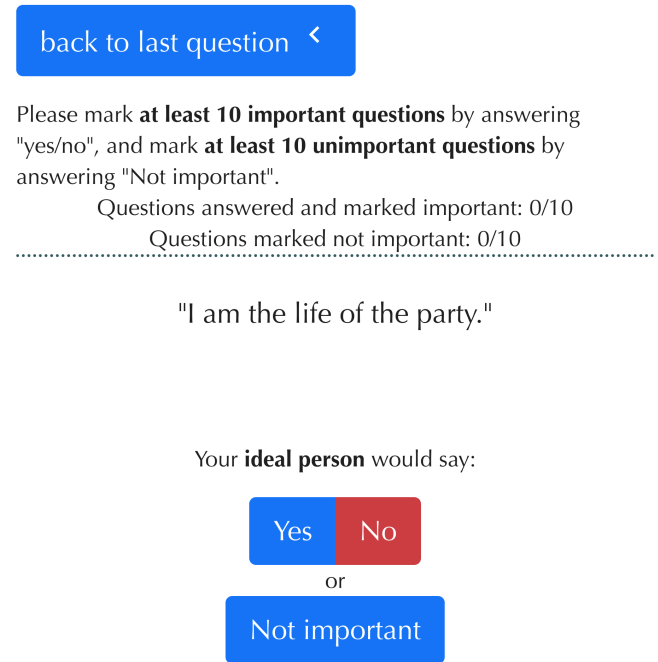 back to last question
Please mark at least 10 important questions by answering
"yes/no", and mark at least 10 unimportant questions by
answering "Not important".
Questions answered and marked important: 0/10
Questions marked not important: 0/10
"I am the life of the party."
Your ideal person would say:
Yes No
or
Not important